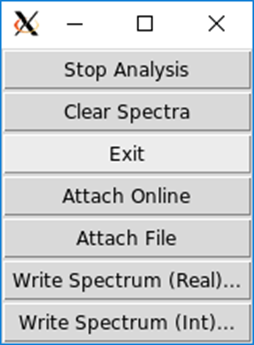 Stop Analysis
Clear Spectra
Exit
Attach Online
Attach File
Write Spectrum (Real)...
Write Spectrum (Int)...